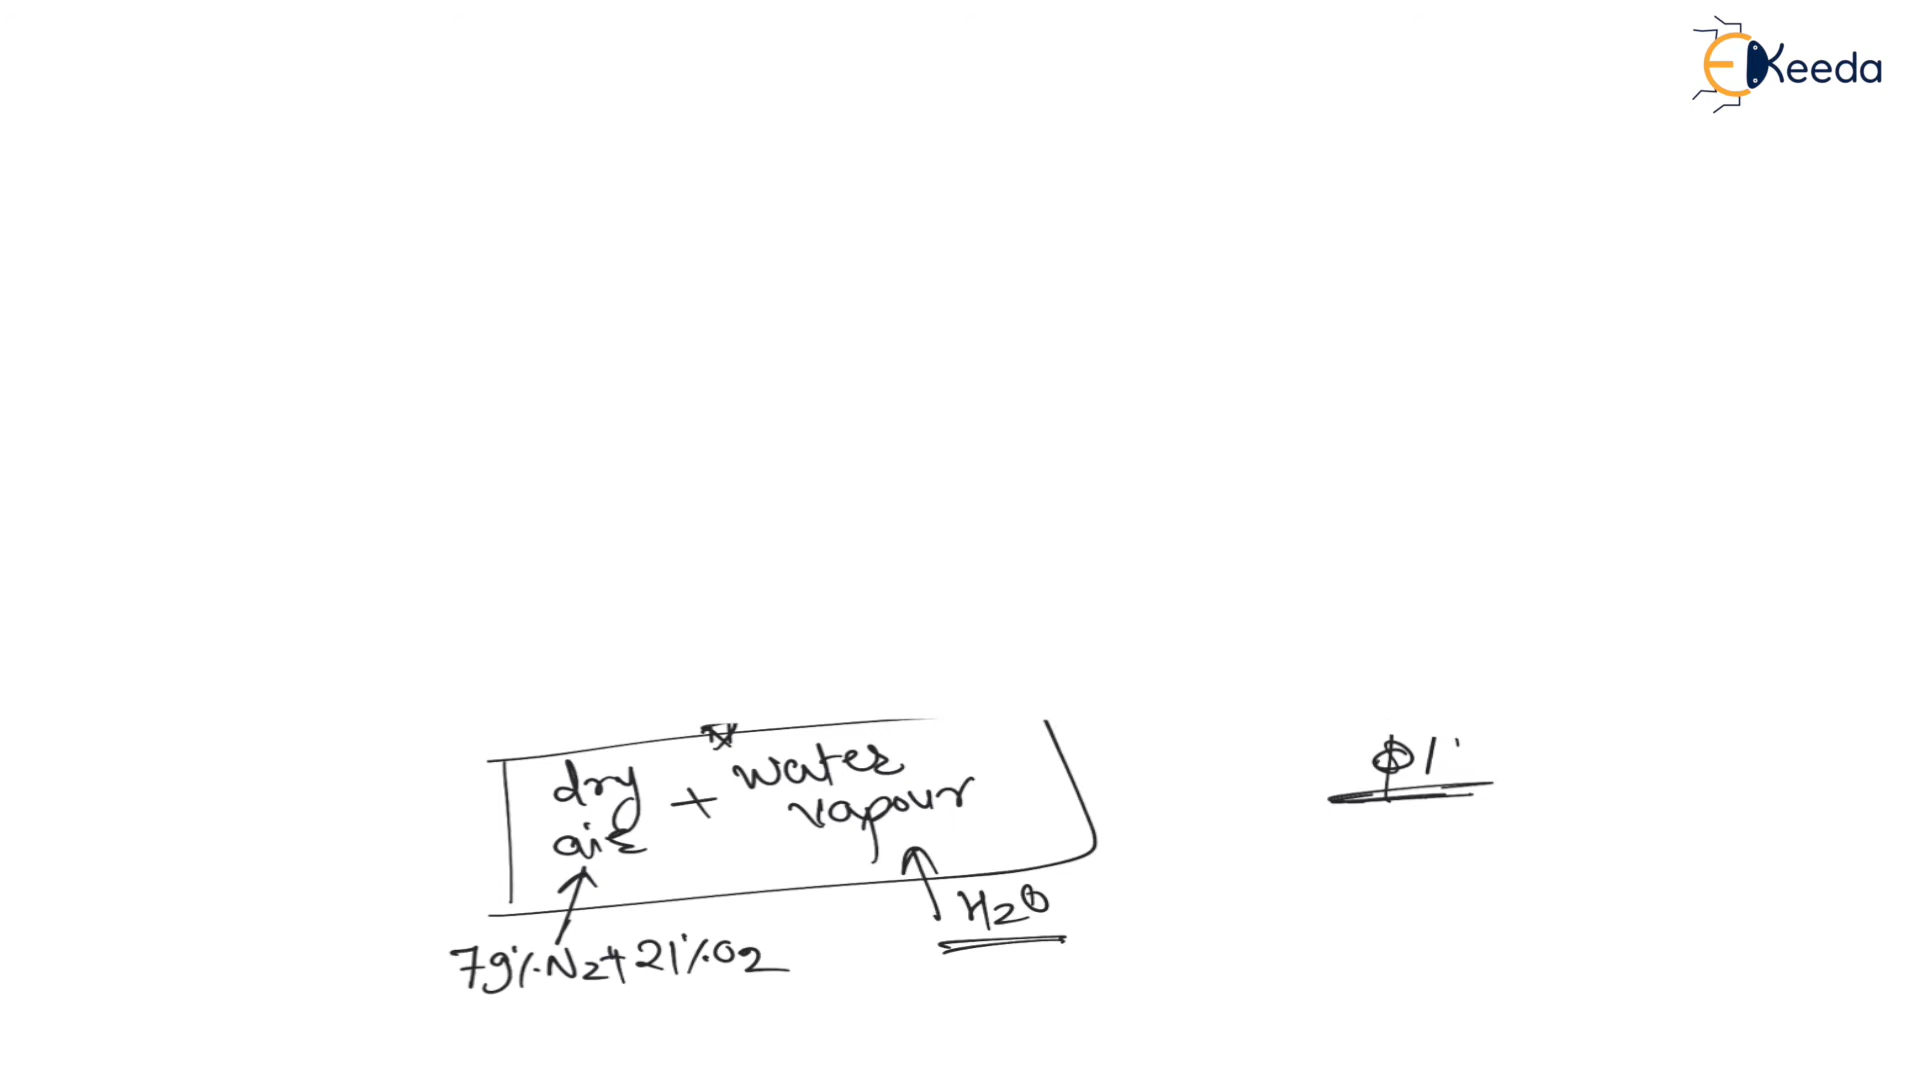 EKeeda
dry + water
air vapour
H2O
79% N2 + 21% O2